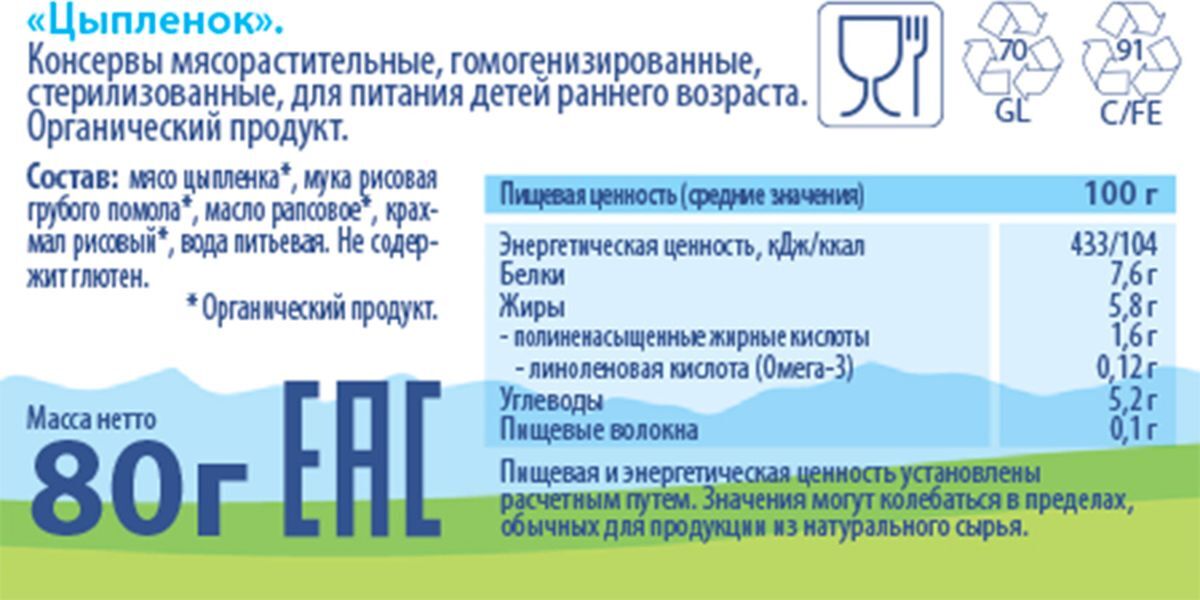 «Цыпленок».
Консервы мясорастительные, гомогенизированные,
стерилизованные, для питания детей раннего возраста.
Органический продукт.
70
GL
91
C/FE
Состав: мясо цыпленка*, мука рисовая
грубого помола*, масло рапсовое*, крах-
мал рисовый*, вода питьевая. Не содер-
жит глютен.
* Органический продукт.
Масса нетто
80г
ЕАС
Пищевая ценность (средние значения) 100 г
Энергетическая ценность, кДж/ккал 433/104
Белки 7,6 г
Жиры 5,8 г
- полиненасыщенные жирные кислоты 1,6 г
- линоленовая кислота (Омега-3) 0,12 г
Углеводы 5,2 г
Пищевые волокна 0,1 г
Пищевая и энергетическая ценность установлены
расчетным путем. Значения могут колебаться в пределах,
обычных для продукции из натурального сырья.